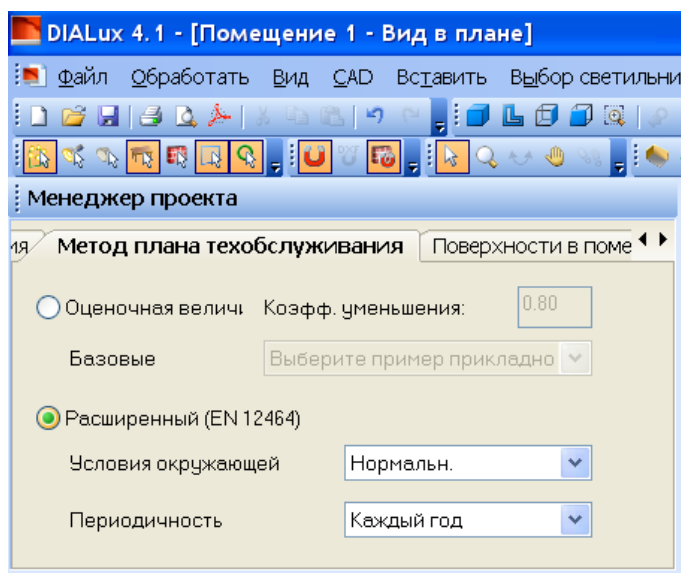 DIALux 4.1 - [Помещение 1 - Вид в плане]
Файл Обработать Вид CAD Вставить Выбор светильни
Менеджер проекта
ия Метод плана техобслуживания Поверхности в поме
Оценочная величи Коэфф. уменьшения: 0.80
Базовые Выберите пример прикладно
Расширенный (EN 12464)
Условия окружающей Нормальн.
Периодичность Каждый год